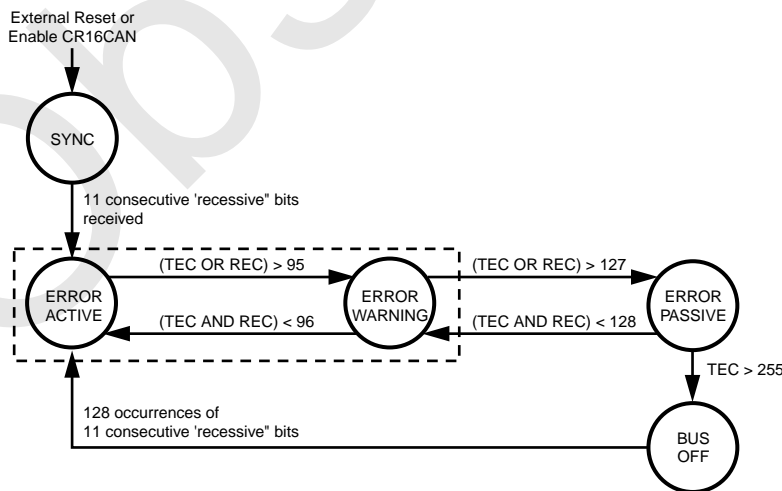 External Reset or
Enable CR16CAN
SYNC
11 consecutive 'recessive" bits
received
(TEC OR REC) > 95
(TEC OR REC) > 127
ERROR
ACTIVE
ERROR
WARNING
ERROR
PASSIVE
(TEC AND REC) < 96
(TEC AND REC) < 128
TEC > 255
128 occurrences of
11 consecutive 'recessive" bits
BUS
OFF